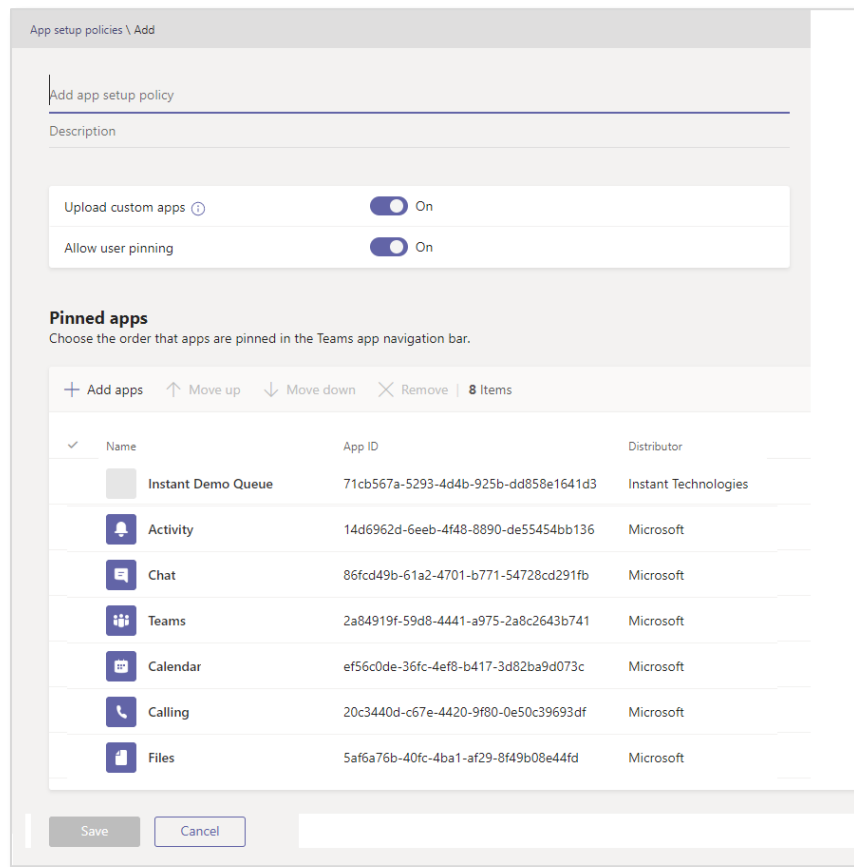 App setup policies \ Add
Add app setup policy
Description
Upload custom apps On
Allow user pinning On
Pinned apps
Choose the order that apps are pinned in the Teams app navigation bar.
Add apps Move up Move down Remove | 8 Items
Name App ID Distributor
Instant Demo Queue 71cb567a-5293-4d4b-925b-dd858e1641d3 Instant Technologies
Activity 14d6962d-6eeb-4f48-8890-de55454bb136 Microsoft
Chat 86fcd49b-61a2-4701-b771-54728cd291fb Microsoft
Teams 2a84919f-59d8-4441-a975-2a8c2643b741 Microsoft
Calendar ef56c0de-36fc-4ef8-b417-3d82ba9d073c Microsoft
Calling 20c3440d-c67e-4420-9f80-0e50c39693df Microsoft
Files 5af6a76b-40fc-4ba1-af29-8f49b08e44fd Microsoft
Save Cancel